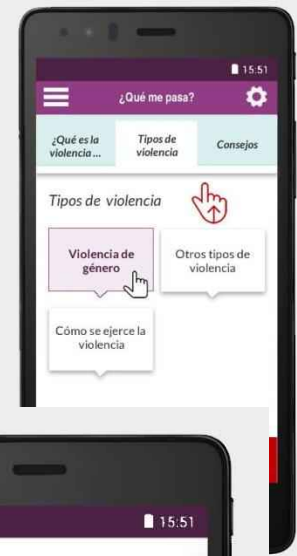 15:51
¿Qué me pasa?
¿Qué es la
violencia ...
Tipos de
violencia
Consejos
Tipos de violencia
Violencia de
género
Otros tipos de
violencia
Cómo se ejerce la
violencia
15:51